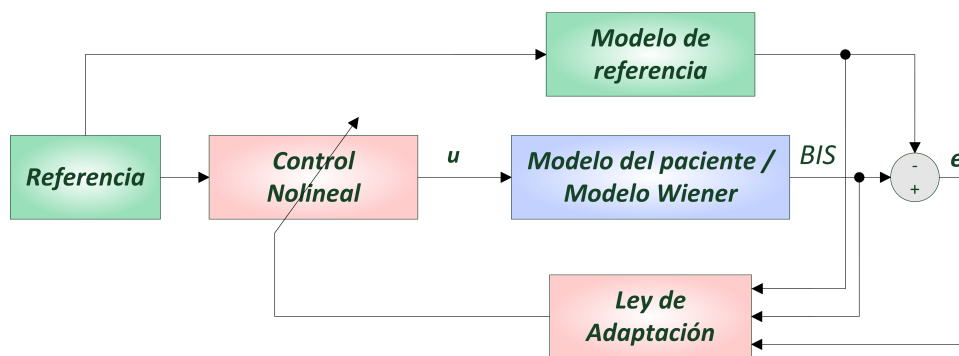 Modelo de
referencia
Referencia
Control
Nolineal
u
Modelo del paciente /
Modelo Wiener
BIS
-
+
e
Ley de
Adaptación